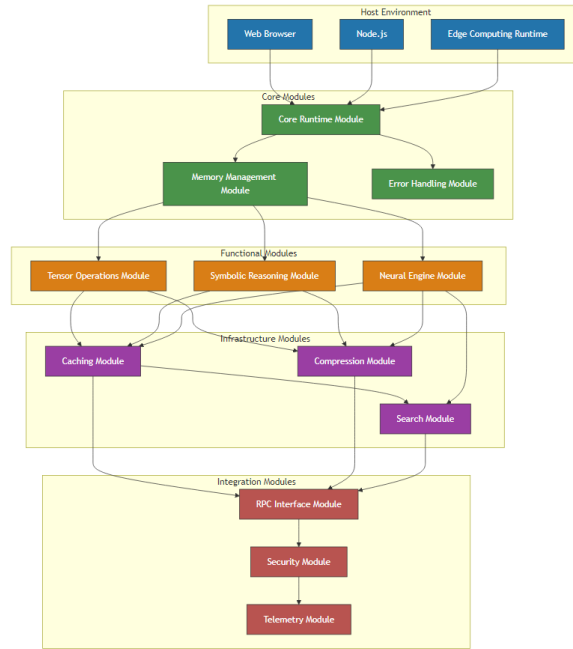 Host Environment
Web Browser
Node.js
Edge Computing Runtime
Core Modules
Core Runtime Module
Memory Management
Module
Error Handling Module
Functional Modules
Tensor Operations Module
Symbolic Reasoning Module
Neural Engine Module
Infrastructure Modules
Caching Module
Compression Module
Search Module
Integration Modules
RPC Interface Module
Security Module
Telemetry Module